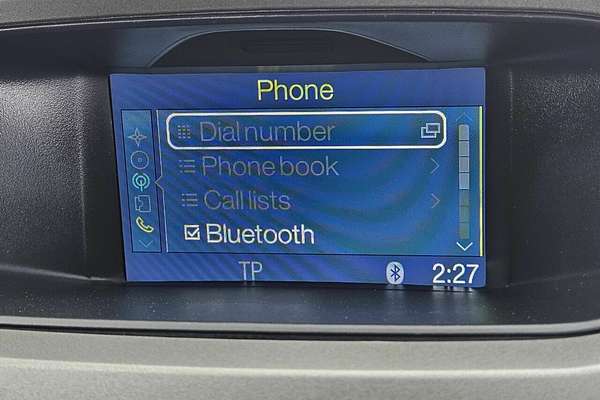 Phone
Dial number
Phone book
Call lists
Bluetooth
TP 2:27